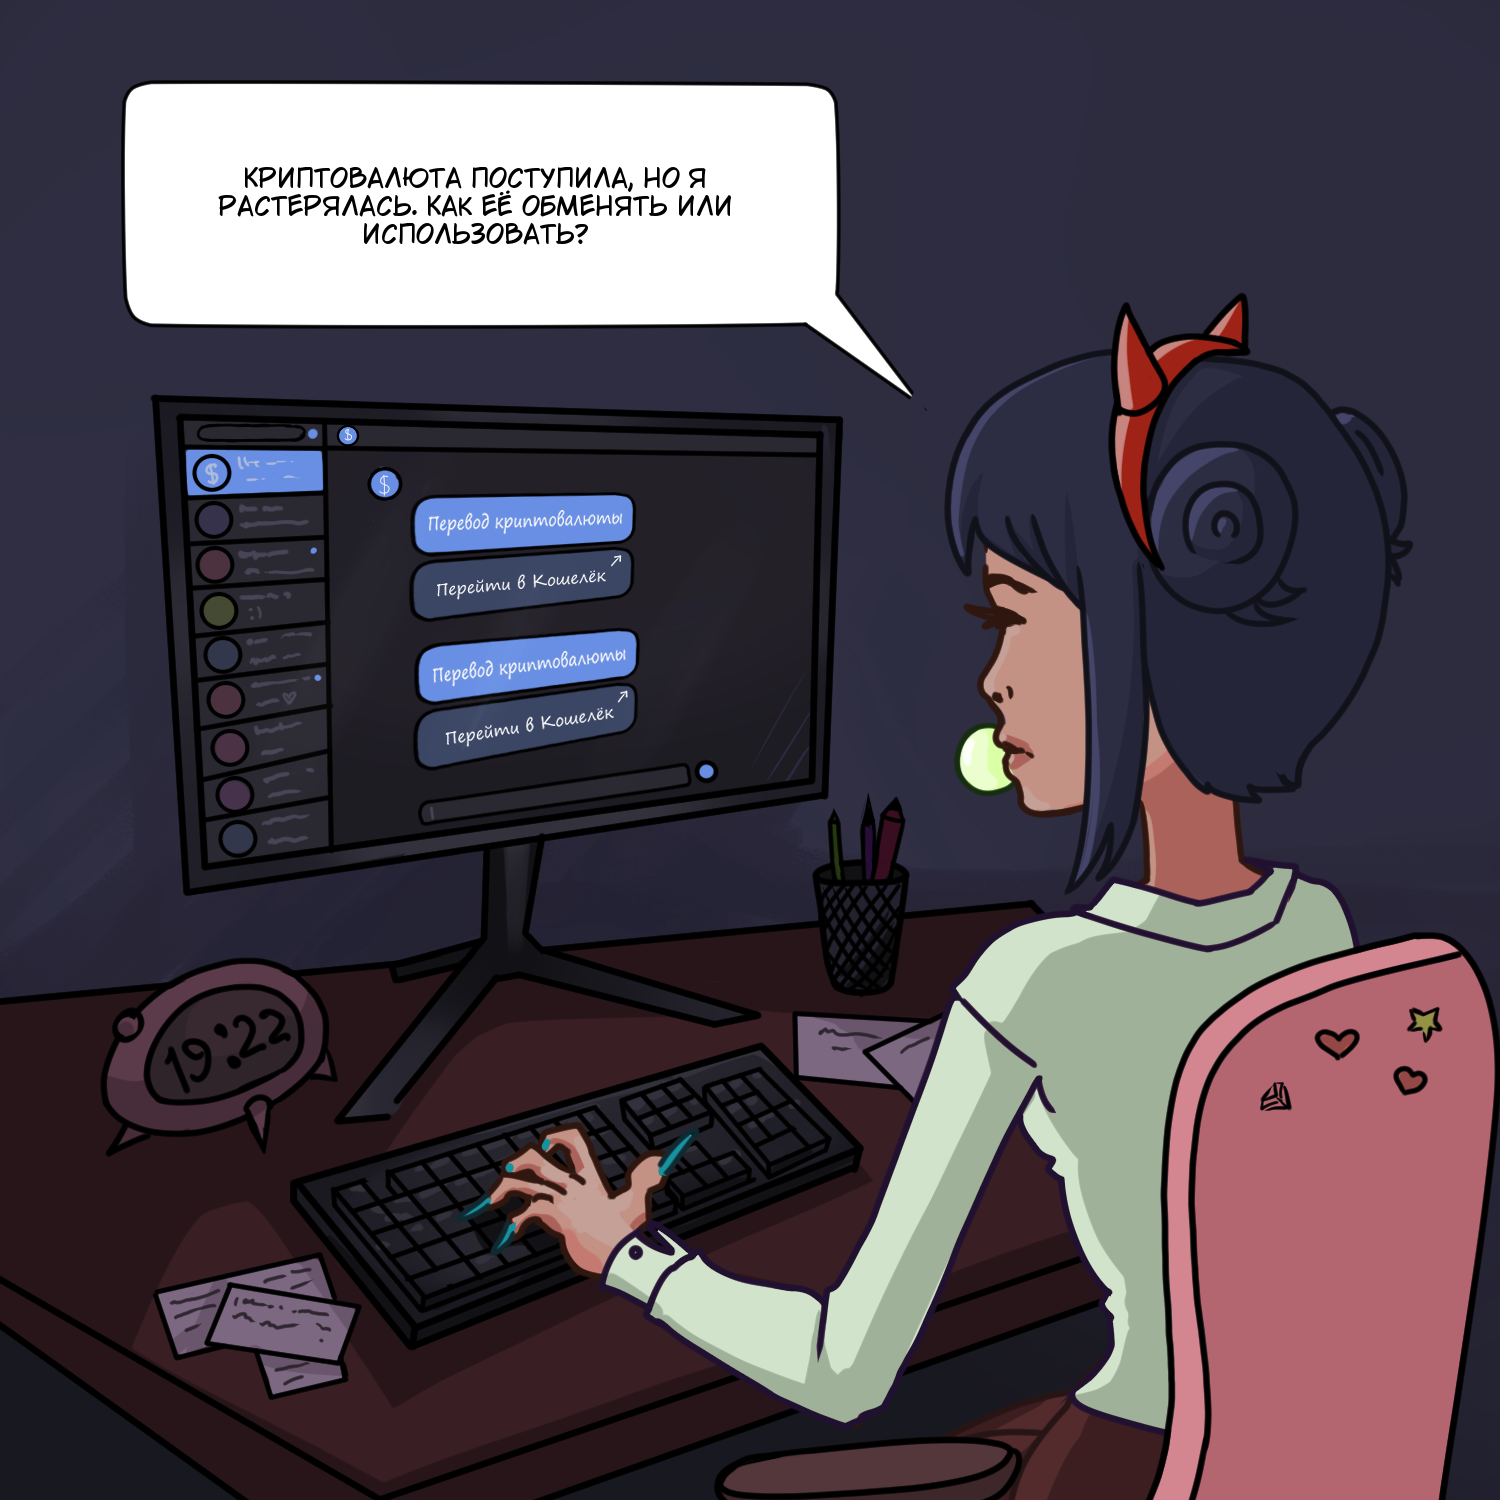 КРИПТОВАЛЮТА ПОСТУПИЛА, НО Я
РАСТЕРЯЛАСЬ. КАК ЕЁ ОБМЕНЯТЬ ИЛИ
ИСПОЛЬЗОВАТЬ?
$
$
$
Перевод криптовалюты
Перейти в Кошелёк
:)
Перевод криптовалюты
Перейти в Кошелёк
19:22